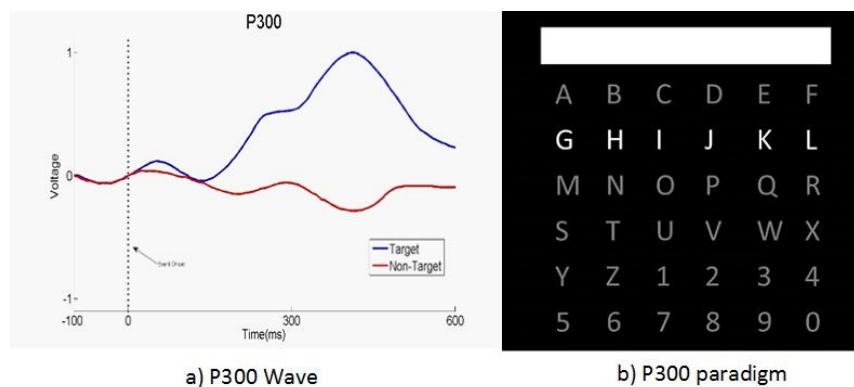 P300
1
0
-1
Voltage
-100 0 300 600
Time(ms)
Target
Non-Target
a) P300 Wave
A B C D E F
G H I J K L
M N O P Q R
S T U V W X
Y Z 1 2 3 4
5 6 7 8 9 0
b) P300 paradigm